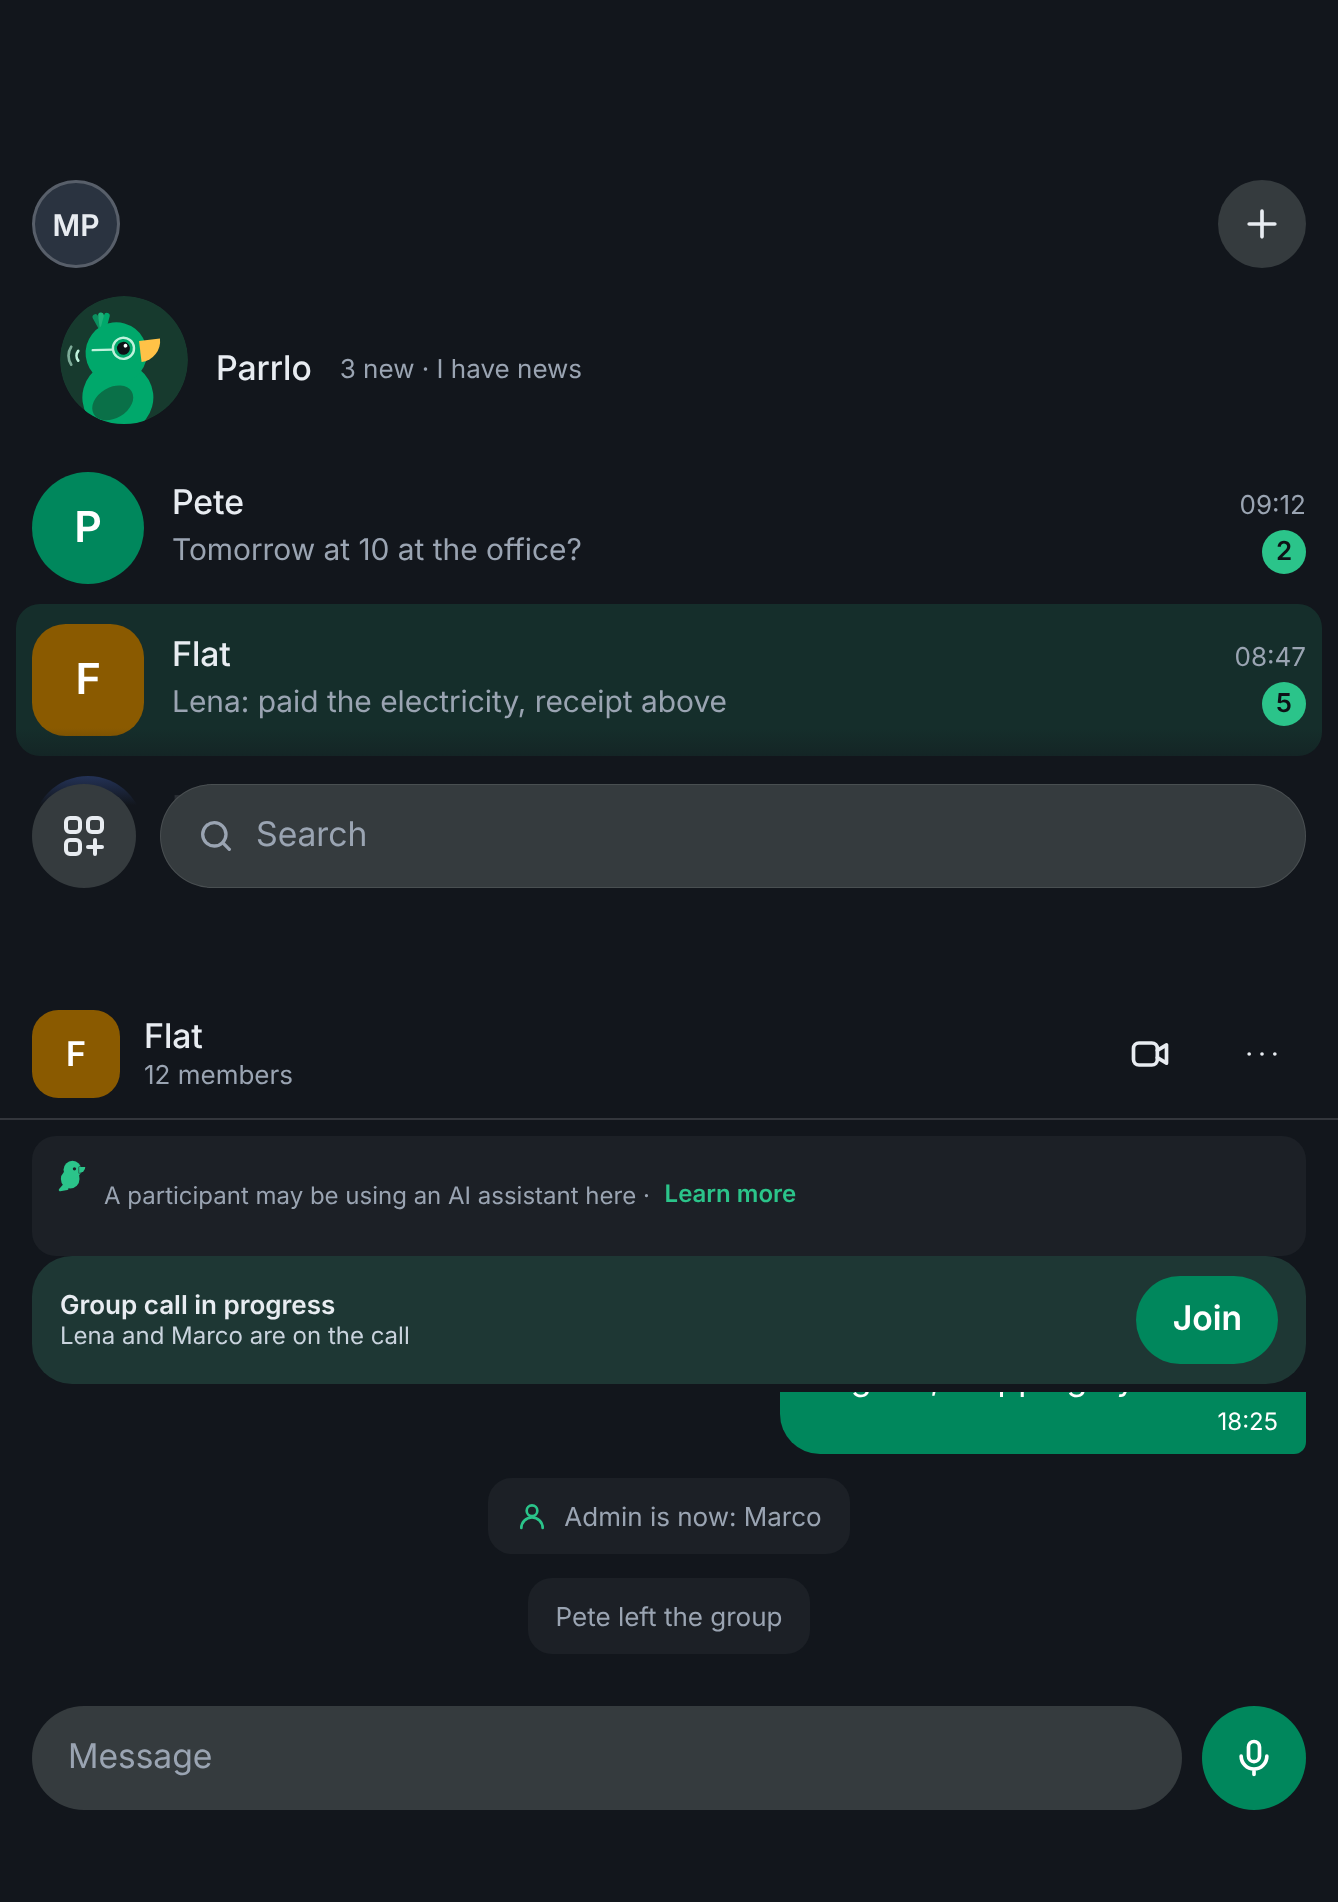 MP
Parrlo 3 new · I have news
P
Pete
09:12
Tomorrow at 10 at the office?
2
F
Flat
08:47
Lena: paid the electricity, receipt above
5
Search
F
Flat
12 members
A participant may be using an AI assistant here · Learn more
Group call in progress
Lena and Marco are on the call
Join
18:25
Admin is now: Marco
Pete left the group
Message